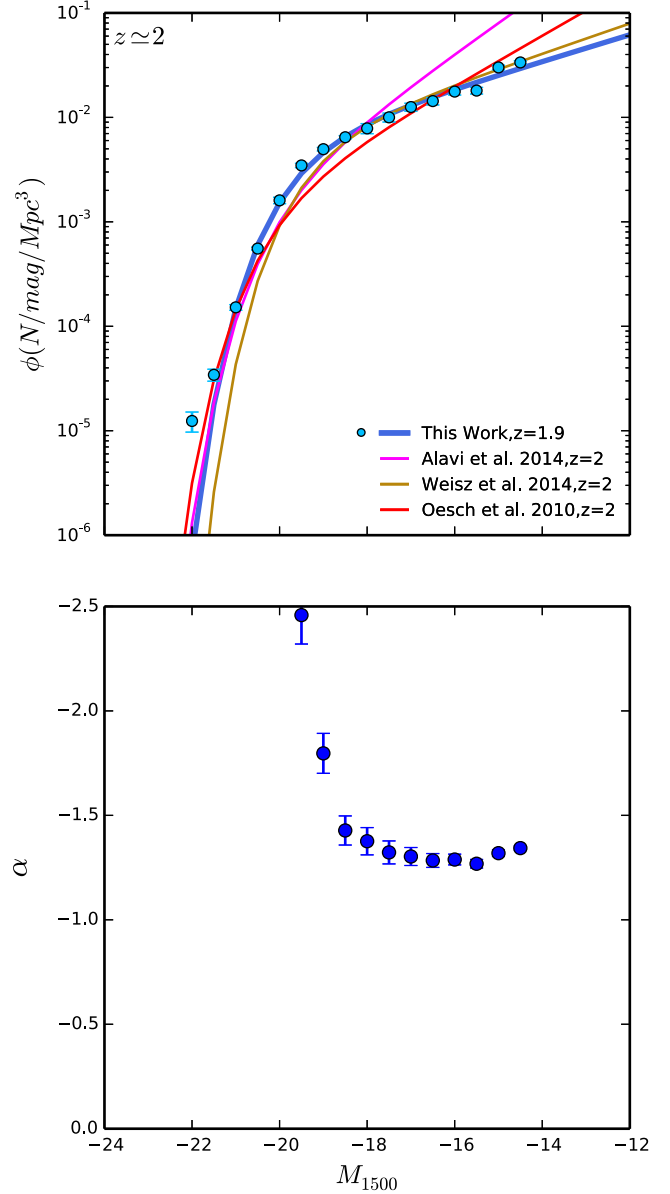 z≃2
10^-1
10^-2
10^-3
10^-4
10^-5
10^-6
ϕ(N/mag/Mpc^3)
This Work,z=1.9
Alavi et al. 2014,z=2
Weisz et al. 2014,z=2
Oesch et al. 2010,z=2
−2.5
−2.0
−1.5
−1.0
−0.5
0.0
α
−24
−22
−20
−18
−16
−14
−12
M_1500